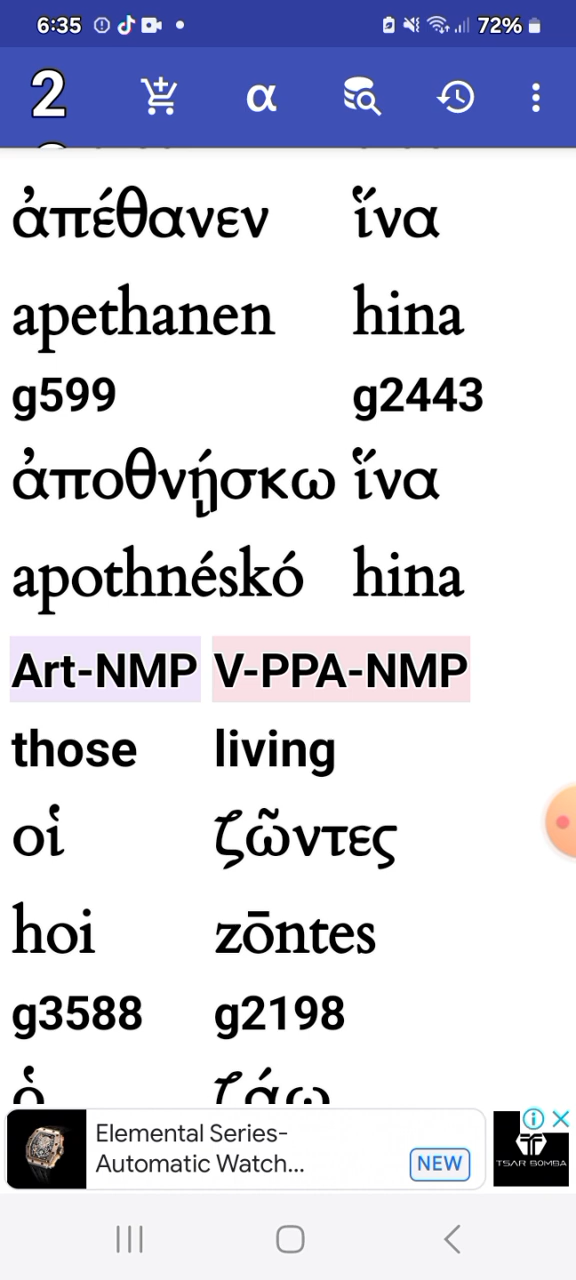 6:35 72%
2 α
ἀπέθανεν ἵνα
apethanen hina
g599 g2443
ἀποθνῄσκω ἵνα
apothnéskó hina
Art-NMP V-PPA-NMP
those living
οἱ ζῶντες
hoi zōntes
g3588 g2198
ὁ ζάω
Elemental Series-
Automatic Watch...
NEW
TSAR BOMBA